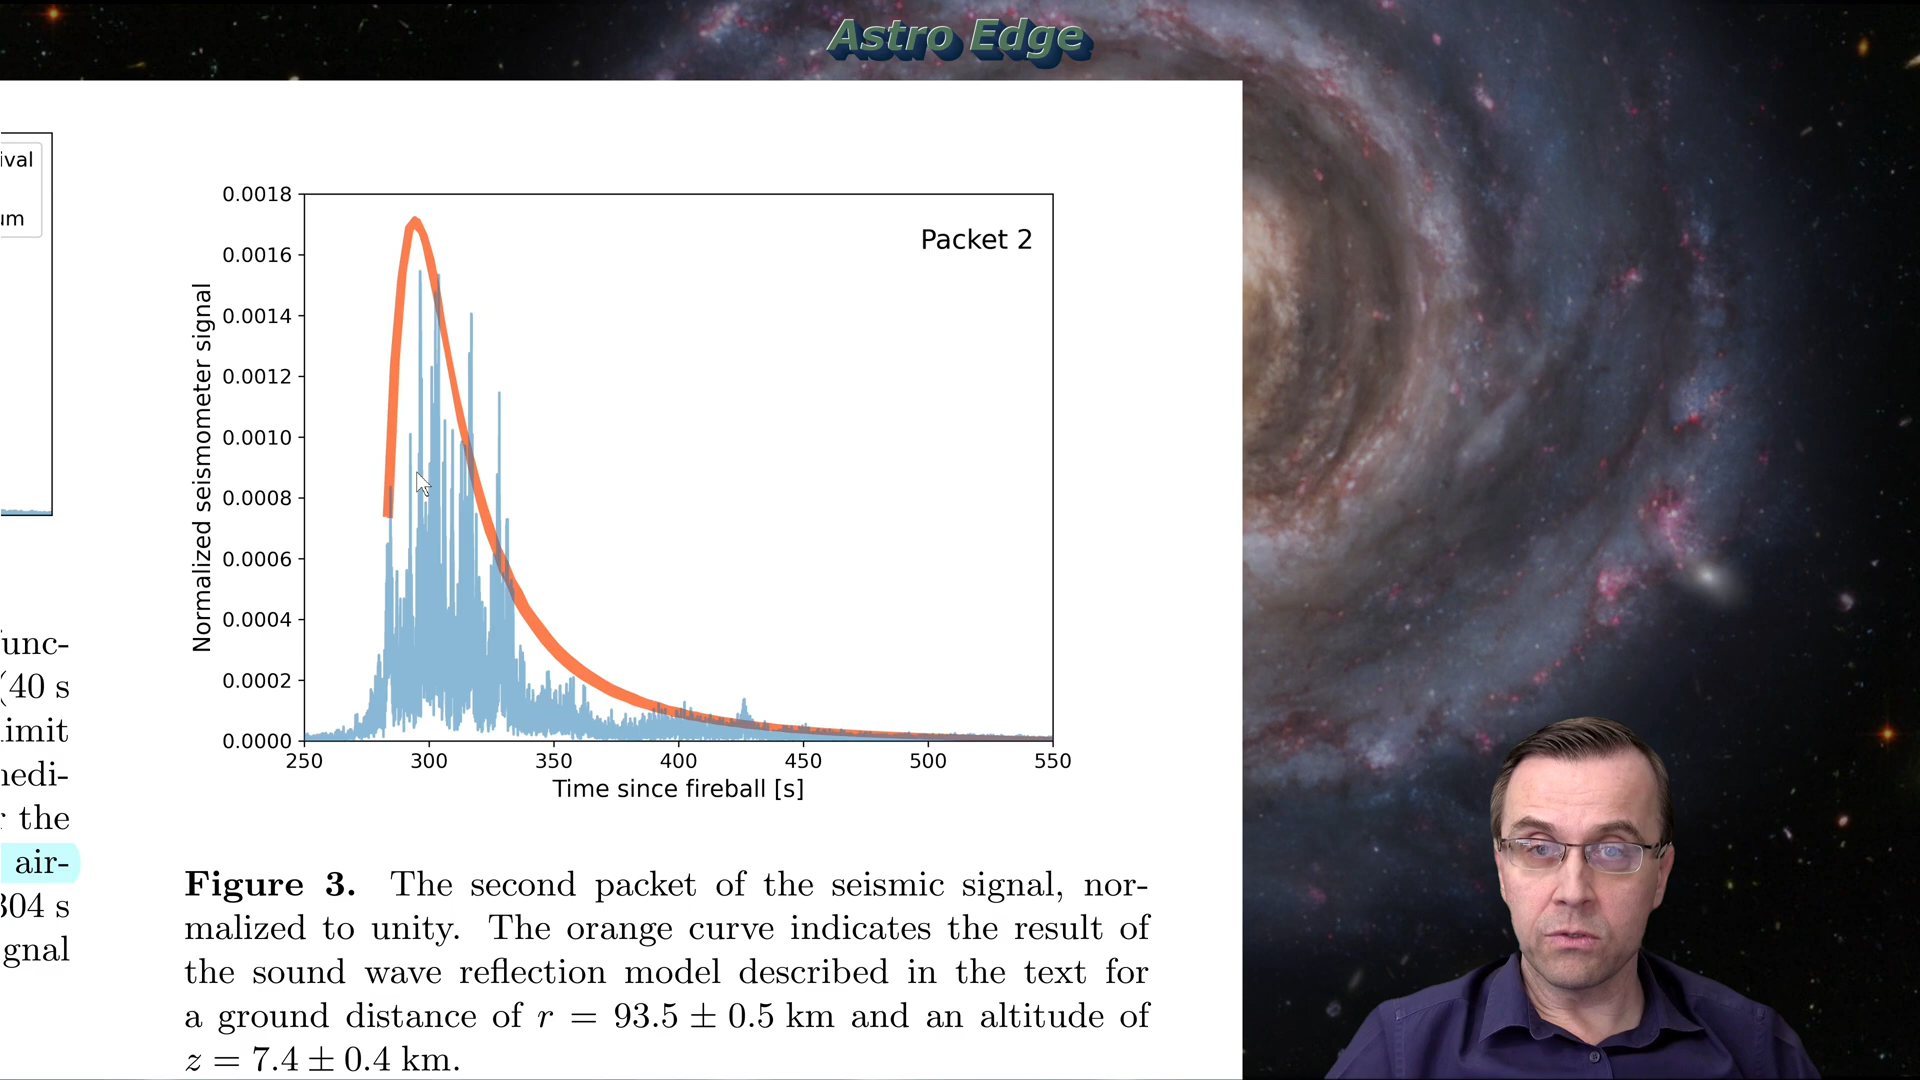 Astro Edge
ival
um
0.0018
0.0016
0.0014
0.0012
0.0010
0.0008
0.0006
0.0004
0.0002
0.0000
Normalized seismometer signal
Packet 2
250 300 350 400 450 500 550
Time since fireball [s]
unc-
(40 s
imit
nedi-
r the
air-
304 s
gnal
Figure 3. The second packet of the seismic signal, nor-
malized to unity. The orange curve indicates the result of
the sound wave reflection model described in the text for
a ground distance of r = 93.5 ± 0.5 km and an altitude of
z = 7.4 ± 0.4 km.